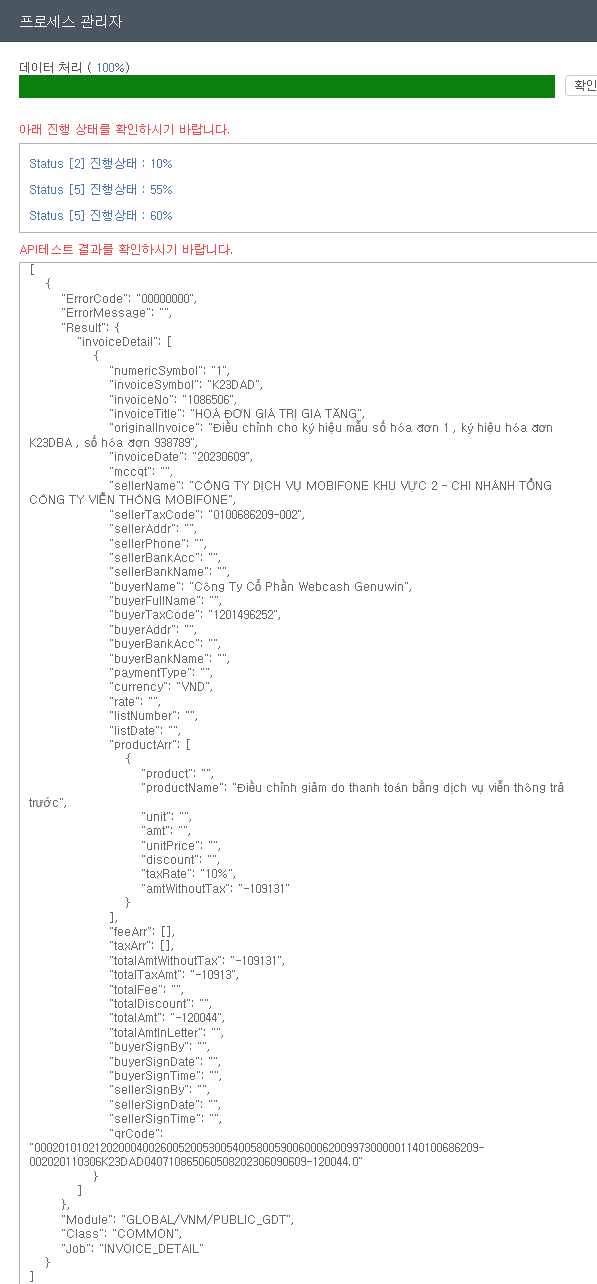 프로세스 관리자
데이터 처리 ( 100%)
확인
아래 진행 상태를 확인하시기 바랍니다.
Status [2] 진행상태 : 10%
Status [5] 진행상태 : 55%
Status [5] 진행상태 : 60%
API테스트 결과를 확인하시기 바랍니다.
[
{
"ErrorCode": "00000000",
"ErrorMessage": "",
"Result": {
"invoiceDetail": [
{
"numericSymbol": "1",
"invoiceSymbol": "K23DAD",
"invoiceNo": "1086506",
"invoiceTitle": "HOÁ ĐƠN GIÁ TRỊ GIA TĂNG",
"originalInvoice": "Điều chỉnh cho ký hiệu mẫu số hóa đơn 1 , ký hiệu hóa đơn
K23DBA , số hóa đơn 938789",
"invoiceDate": "20230609",
"mccqt": "",
"sellerName": "CÔNG TY DỊCH VỤ MOBIFONE KHU VỰC 2 - CHI NHÁNH TỔNG
CÔNG TY VIỄN THÔNG MOBIFONE",
"sellerTaxCode": "0100686209-002",
"sellerAddr": "",
"sellerPhone": "",
"sellerBankAcc": "",
"sellerBankName": "",
"buyerName": "Công Ty Cổ Phần Webcash Genuwin",
"buyerFullName": "",
"buyerTaxCode": "1201496252",
"buyerAddr": "",
"buyerBankAcc": "",
"buyerBankName": "",
"paymentType": "",
"currency": "VND",
"rate": "",
"listNumber": "",
"listDate": "",
"productArr": [
{
"product": "",
"productName": "Điều chỉnh giảm do thanh toán bằng dịch vụ viễn thông trả
trước",
"unit": "",
"amt": "",
"unitPrice": "",
"discount": "",
"taxRate": "10%",
"amtWithoutTax": "-109131"
}
],
"feeArr": [],
"taxArr": [],
"totalAmtWithoutTax": "-109131",
"totalTaxAmt": "-10913",
"totalFee": "",
"totalDiscount": "",
"totalAmt": "-120044",
"totalAmtInLetter": "",
"buyerSignBy": "",
"buyerSignDate": "",
"buyerSignTime": "",
"sellerSignBy": "",
"sellerSignDate": "",
"sellerSignTime": "",
"qrCode":
"00020101021202000400260052005300540058005900600062009973000001140100686209-
002020110306K23DAD0407108650605082023060906​09-120044.0"
}
]
},
"Module": "GLOBAL/VNM/PUBLIC_GDT",
"Class": "COMMON",
"Job": "INVOICE_DETAIL"
}
]